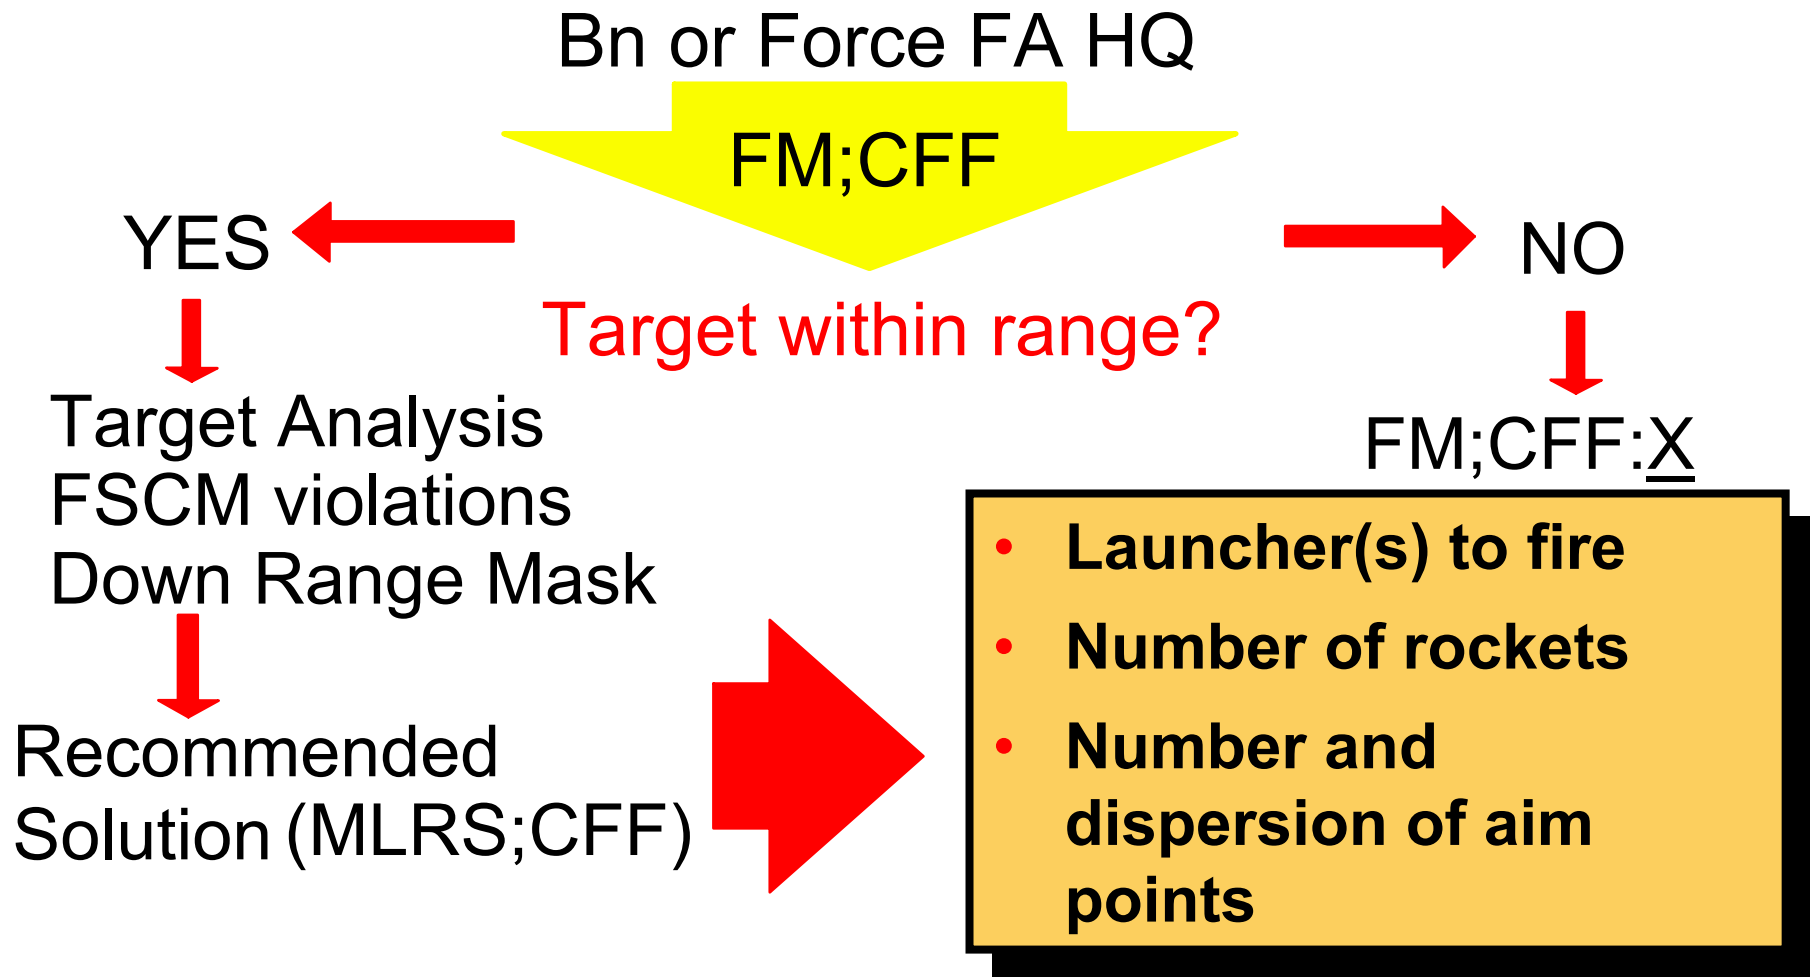 Bn or Force FA HQ
FM;CFF
YES
NO
Target within range?
Target Analysis
FSCM violations
Down Range Mask
FM;CFF:X
Recommended
Solution (MLRS;CFF)
• Launcher(s) to fire
• Number of rockets
• Number and
dispersion of aim
points